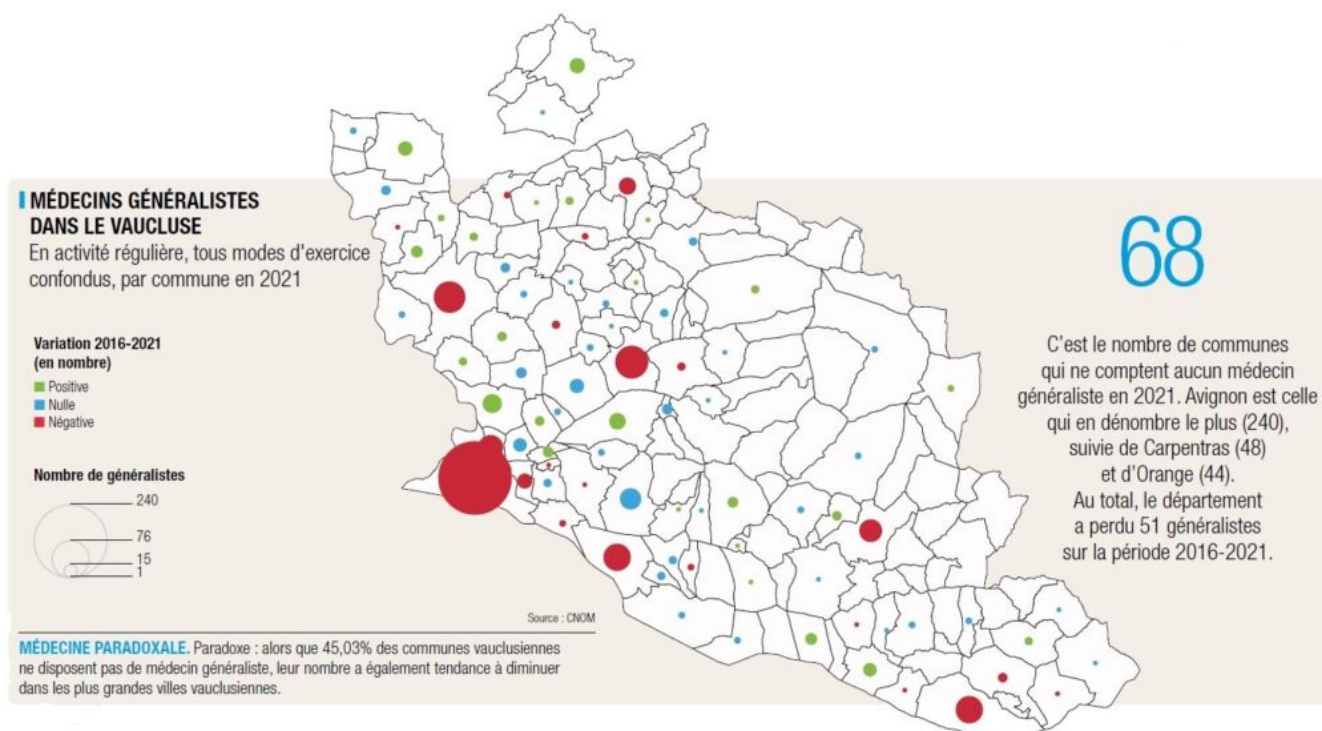 MÉDECINS GÉNÉRALISTES
DANS LE VAUCLUSE
En activité régulière, tous modes d'exercice
confondus, par commune en 2021
Variation 2016-2021
(en nombre)
Positive
Nulle
Négative
Nombre de généralistes
240
76
15
1
Source : CNOM
MÉDECINE PARADOXALE. Paradoxe : alors que 45,03% des communes vauclusiennes
ne disposent pas de médecin généraliste, leur nombre a également tendance à diminuer
dans les plus grandes villes vauclusiennes.
68
C'est le nombre de communes
qui ne comptent aucun médecin
généraliste en 2021. Avignon est celle
qui en dénombre le plus (240),
suivie de Carpentras (48)
et d'Orange (44).
Au total, le département
a perdu 51 généralistes
sur la période 2016-2021.